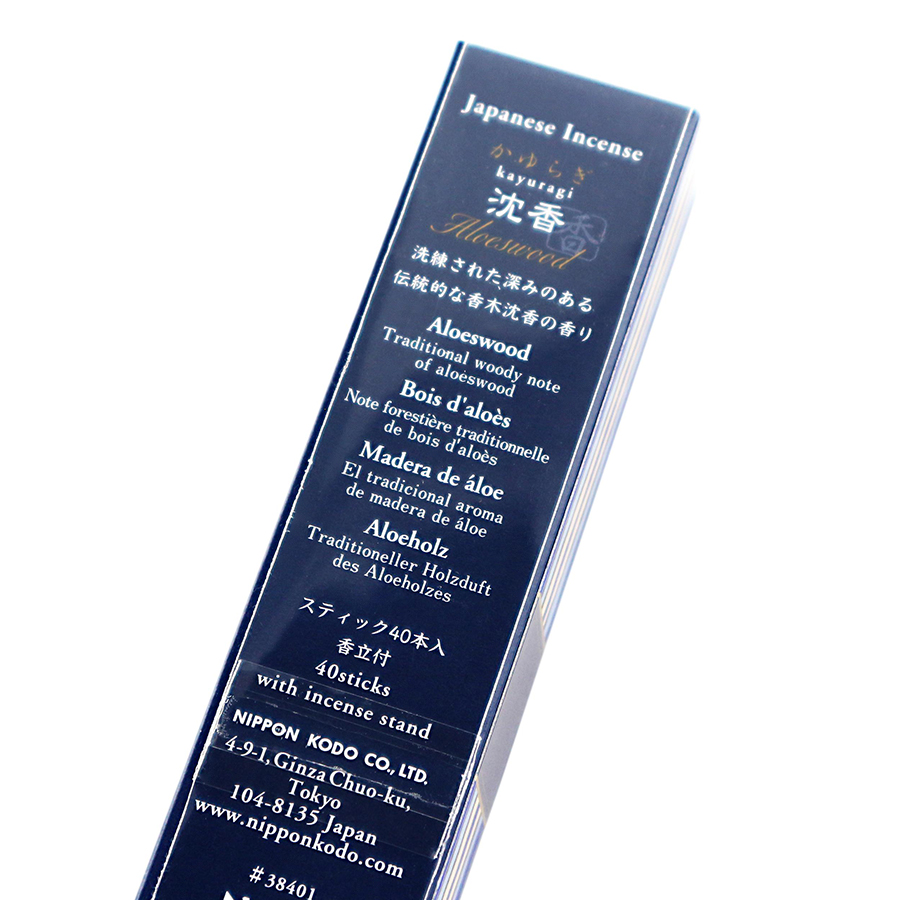 Japanese Incense
かゆらぎ
kayuragi
沈香
香
Aloeswood
洗練された、深みのある
伝統的な香木沈香の香り
Aloeswood
Traditional woody note
of aloeswood
Bois d'aloès
Note forestière traditionnelle
de bois d'aloès
Madera de áloe
El tradicional aroma
de madera de áloe
Aloeholz
Traditioneller Holzduft
des Aloeholzes
スティック40本入
香立付
40sticks
with incense stand
NIPPON KODO CO., LTD.
4-9-1, Ginza Chuo-ku,
Tokyo
104-8135 Japan
www.nipponkodo.com
#38401